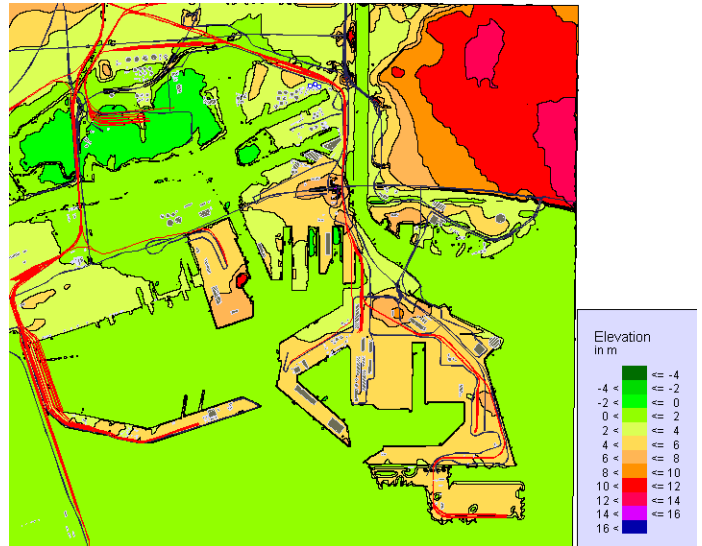 Elevation
in m
<= -4
-4 < <= -2
-2 < <= 0
0 < <= 2
2 < <= 4
4 < <= 6
6 < <= 8
8 < <= 10
10 < <= 12
12 < <= 14
14 < <= 16
16 <